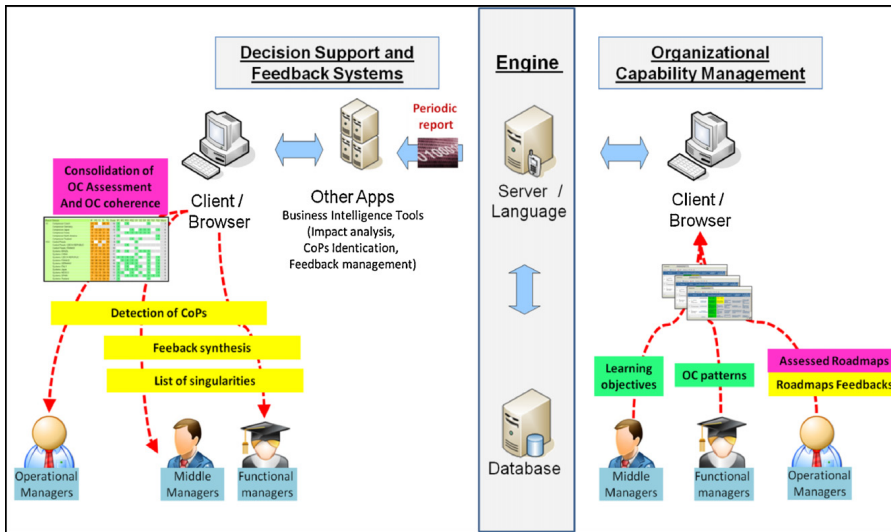 Decision Support and
Feedback Systems
Engine
Organizational
Capability Management
Periodic
report
Consolidation of
OC Assessment
And OC coherence
Client /
Browser
Other Apps
Business Intelligence Tools
(Impact analysis,
CoPs Identication,
Feedback management)
Server /
Language
Client /
Browser
Detection of CoPs
Feeback synthesis
List of singularities
Learning
objectives
OC patterns
Assessed Roadmaps
Roadmaps Feedbacks
Database
Operational
Managers
Middle
Managers
Functional
managers
Middle
Managers
Functional
managers
Operational
Managers